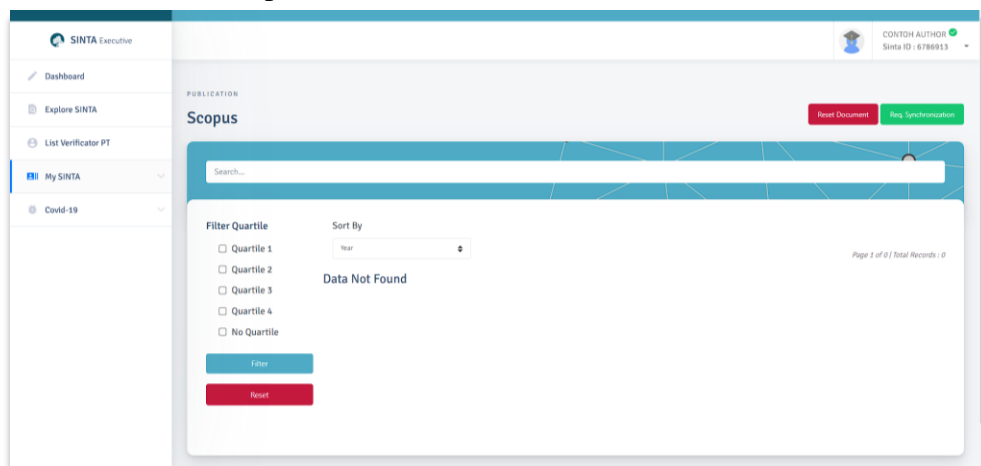 SINTA Executive
CONTOH AUTHOR
Sinta ID : 6786913
Dashboard
Explore SINTA
List Verificator PT
My SINTA
Covid-19
PUBLICATION
Scopus
Reset Document
Req. Synchronization
Search...
Filter Quartile
Quartile 1
Quartile 2
Quartile 3
Quartile 4
No Quartile
Filter
Reset
Sort By
Year
Page 1 of 0 | Total Records : 0
Data Not Found